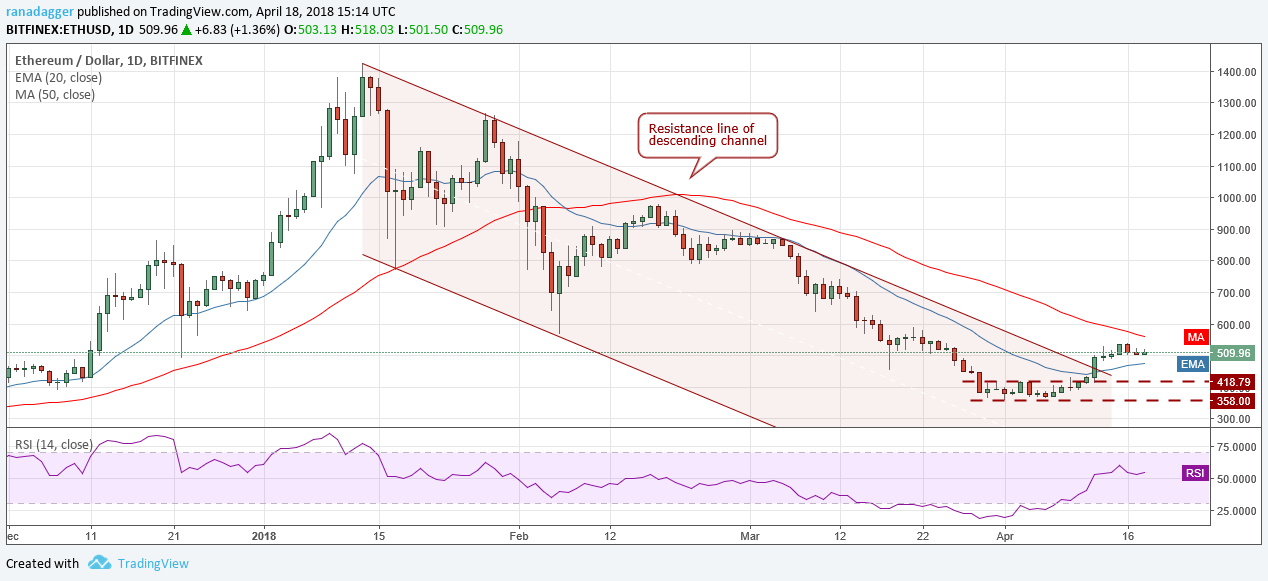 ranadagger published on TradingView.com, April 18, 2018 15:14 UTC
BITFINEX:ETHUSD, 1D 509.96 ▲ +6.83 (+1.36%) O:503.13 H:518.03 L:501.50 C:509.96
Ethereum / Dollar, 1D, BITFINEX
EMA (20, close)
MA (50, close)
Resistance line of
descending channel
1400.00
1300.00
1200.00
1100.00
1000.00
900.00
800.00
700.00
600.00
MA
509.96
EMA
418.79
358.00
300.00
RSI (14, close)
75.0000
RSI
50.0000
25.0000
ec 11 21 2018 15 Feb 12 Mar 12 22 Apr 16
Created with TradingView